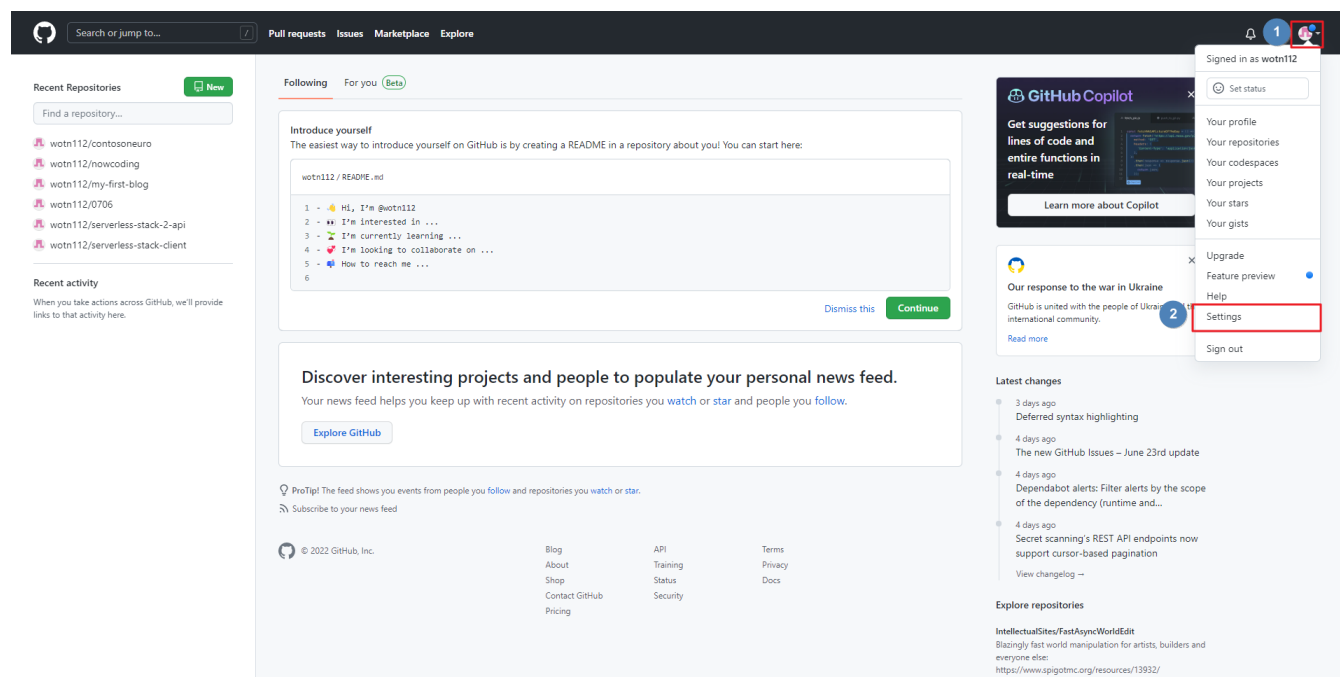 Search or jump to...
/
Pull requests Issues Marketplace Explore
1
Recent Repositories
New
Find a repository...
wotn112/contosoneuro
wotn112/nowcoding
wotn112/my-first-blog
wotn112/0706
wotn112/serverless-stack-2-api
wotn112/serverless-stack-client
Recent activity
When you take actions across GitHub, we'll provide
links to that activity here.
Following For you Beta
Introduce yourself
The easiest way to introduce yourself on GitHub is by creating a README in a repository about you! You can start here:
wotn112 / README.md
1 - 👋 Hi, I'm @wotn112
2 - 👀 I'm interested in ...
3 - 🌱 I'm currently learning ...
4 - 💞️ I'm looking to collaborate on ...
5 - 📫 How to reach me ...
6
Dismiss this Continue
Discover interesting projects and people to populate your personal news feed.
Your news feed helps you keep up with recent activity on repositories you watch or star and people you follow.
Explore GitHub
ProTip! The feed shows you events from people you follow and repositories you watch or star.
Subscribe to your news feed
© 2022 GitHub, Inc.
Blog
About
Shop
Contact GitHub
Pricing
API
Training
Status
Security
Terms
Privacy
Docs
GitHub Copilot
Get suggestions for
lines of code and
entire functions in
real-time
Learn more about Copilot
Our response to the war in Ukraine
GitHub is united with the people of
international community.
Read more
Signed in as wotn112
Set status
Your profile
Your repositories
Your codespaces
Your projects
Your stars
Your gists
Upgrade
Feature preview
Help
2
Settings
Sign out
Latest changes
3 days ago
Deferred syntax highlighting
4 days ago
The new GitHub Issues – June 23rd update
4 days ago
Dependabot alerts: Filter alerts by the scope
of the dependency (runtime and...
4 days ago
Secret scanning's REST API endpoints now
support cursor-based pagination
View changelog →
Explore repositories
IntellectualSites/FastAsyncWorldEdit
Blazingly fast world manipulation for artists, builders and
everyone else:
https://www.spigotmc.org/resources/13932/